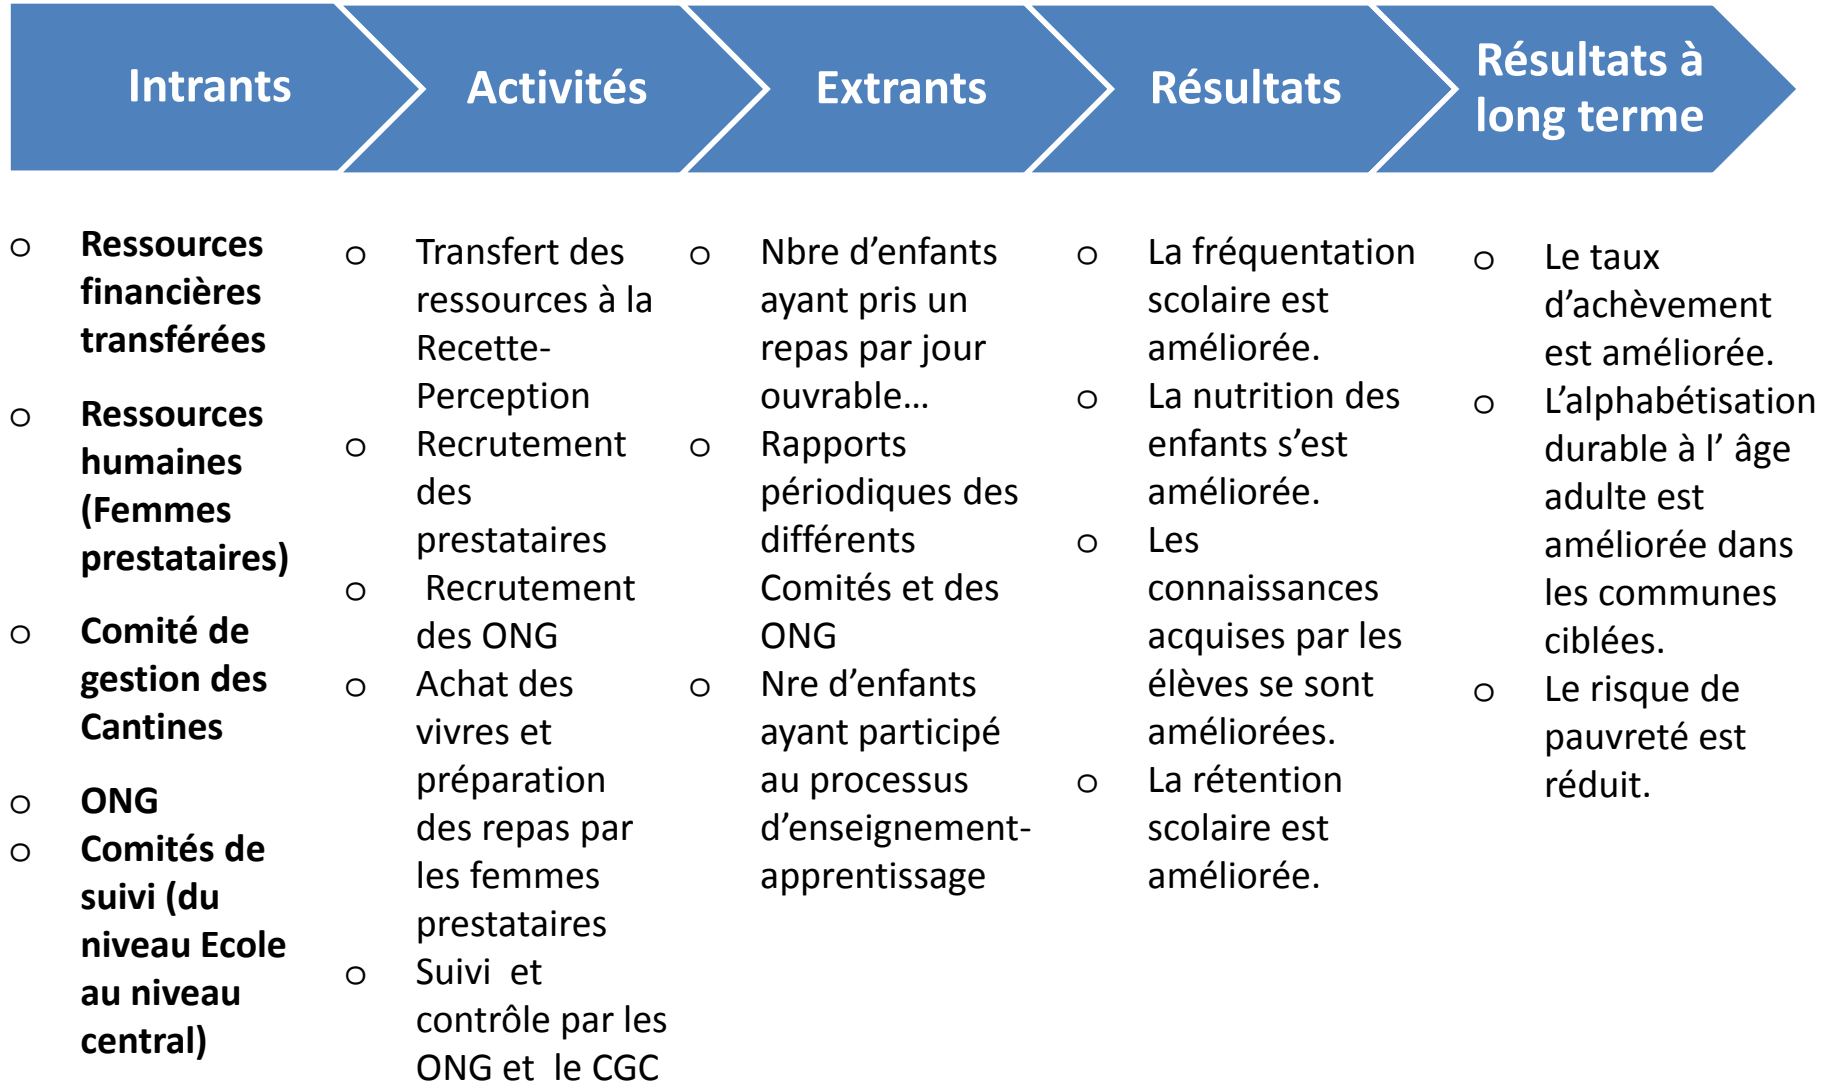 Intrants
Activités
Extrants
Résultats
Résultats à
long terme
Ressources
financières
transférées
Ressources
humaines
(Femmes
prestataires)
Comité de
gestion des
Cantines
ONG
Comités de
suivi (du
niveau Ecole
au niveau
central)
Transfert des
ressources à la
Recette-
Perception
Recrutement
des
prestataires
Recrutement
des ONG
Achat des
vivres et
préparation
des repas par
les femmes
prestataires
Suivi et
contrôle par les
ONG et le CGC
Nbre d’enfants
ayant pris un
repas par jour
ouvrable…
Rapports
périodiques des
différents
Comités et des
ONG
Nre d’enfants
ayant participé
au processus
d’enseignement-
apprentissage
La fréquentation
scolaire est
améliorée.
La nutrition des
enfants s’est
améliorée.
Les
connaissances
acquises par les
élèves se sont
améliorées.
La rétention
scolaire est
améliorée.
Le taux
d’achèvement
est améliorée.
L’alphabétisation
durable à l’ âge
adulte est
améliorée dans
les communes
ciblées.
Le risque de
pauvreté est
réduit.